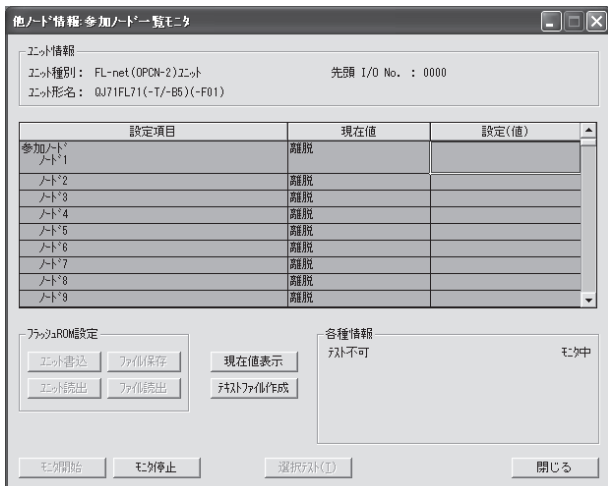 他ノード情報:参加ノード一覧モニタ
ユニット情報
ユニット種別: FL-net(OPCN-2)ユニット 先頭 I/O No. : 0000
ユニット形名: QJ71FL71(-T/-B5)(-F01)
設定項目 現在値 設定(値)
参加ノード
ノード1 離脱
ノード2 離脱
ノード3 離脱
ノード4 離脱
ノード5 離脱
ノード6 離脱
ノード7 離脱
ノード8 離脱
ノード9 離脱
フラッシュROM設定
ユニット書込 ファイル保存 現在値表示
ユニット読出 ファイル読出 テキストファイル作成
各種情報
テスト不可 モニタ中
モニタ開始 モニタ停止 選択テスト(T) 閉じる